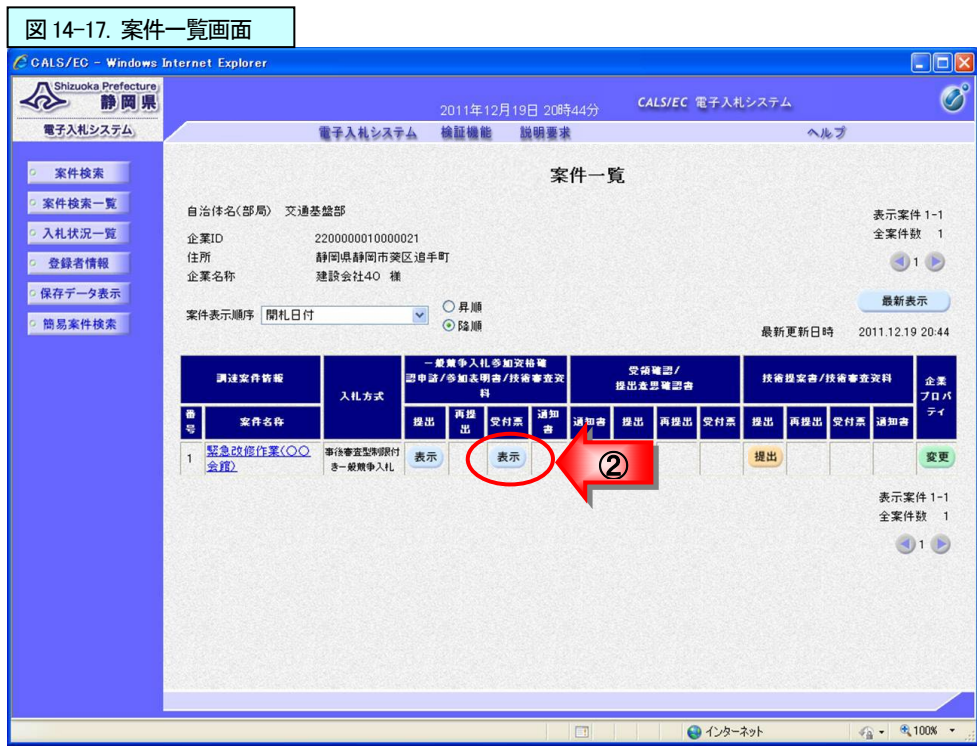 図 14-17. 案件一覧画面
CALS/EC - Windows Internet Explorer
Shizuoka Prefecture
静岡県
2011年12月19日 20時44分
CALS/EC 電子入札システム
電子入札システム
電子入札システム 検証機能 説明要求 ヘルプ
案件検索
案件検索一覧
入札状況一覧
登録者情報
保存データ表示
簡易案件検索
案件一覧
自治体名(部局) 交通基盤部
表示案件 1-1
全案件数 1
1
企業ID 2200000010000021
住所 静岡県静岡市葵区追手町
企業名称 建設会社40 様
案件表示順序 開札日付
昇順
降順
最新表示
最新更新日時 2011.12.19 20:44
調達案件情報
入札方式
一般競争入札参加資格確
認申請/参加表明書/技術審査資
料
受領確認/
提出意思確認書
技術提案書/技術審査資料
企業
プロパ
ティ
番号 案件名称
提出 再提出 受付票 通知書 通知書 提出 再提出 受付票 提出 再提出 受付票 通知書
1 緊急改修作業(〇〇
会館)
事後審査型制限付
き一般競争入札
表示 表示 提出 変更
②
表示案件 1-1
全案件数 1
1
インターネット
100%